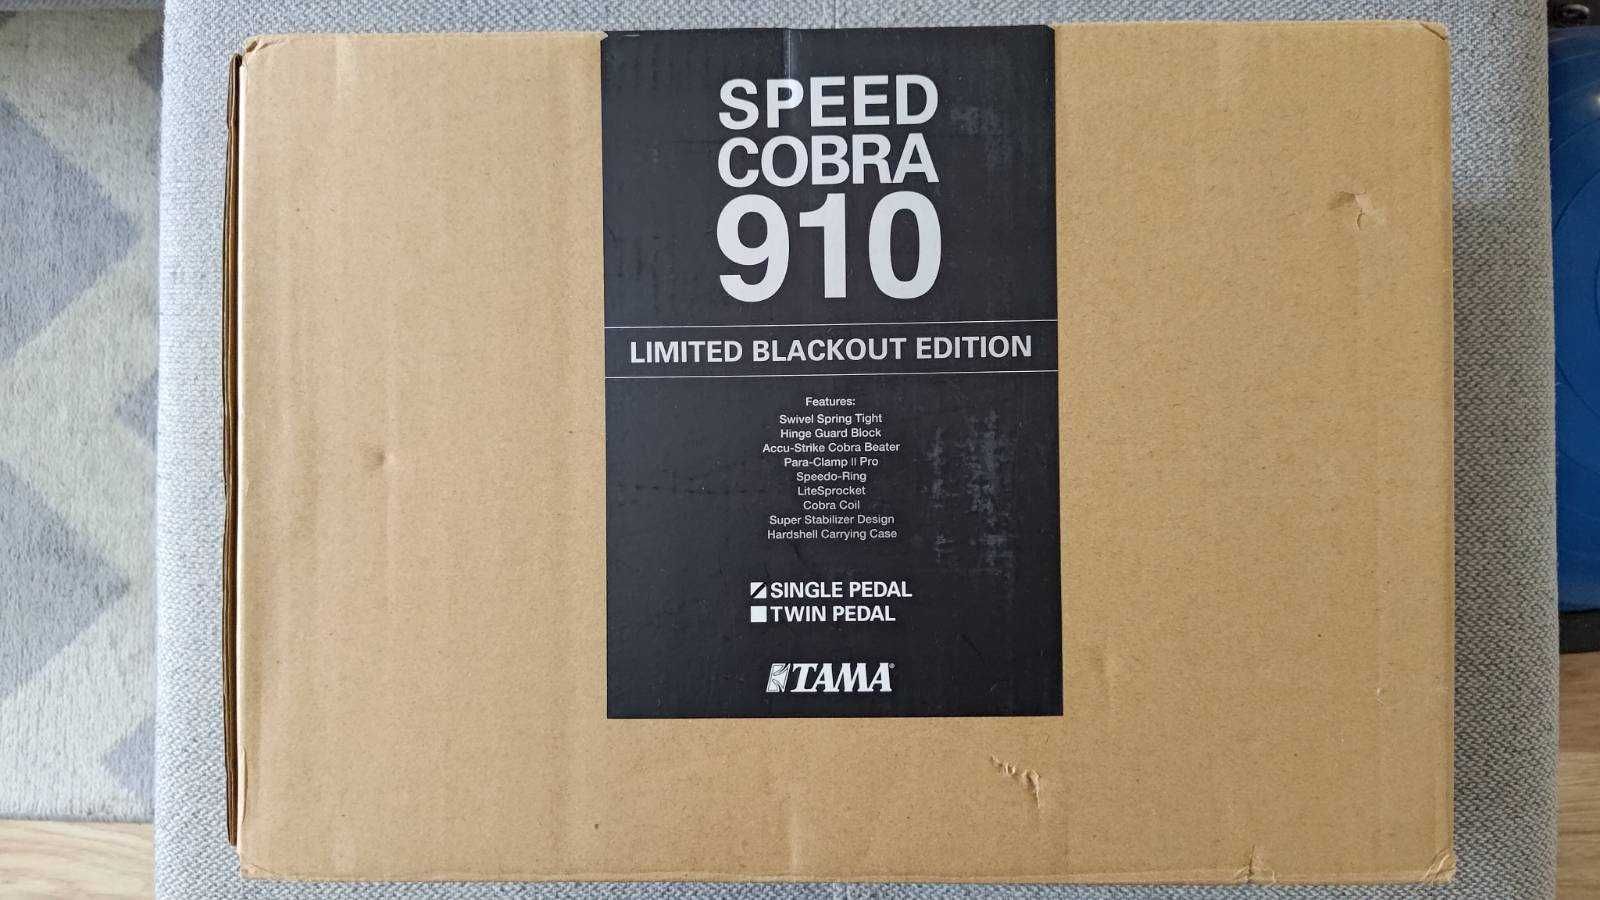 SPEED
COBRA
910
LIMITED BLACKOUT EDITION
Features:
Swivel Spring Tight
Hinge Guard Block
Accu-Strike Cobra Beater
Para-Clamp II Pro
Speedo-Ring
LiteSprocket
Cobra Coil
Super Stabilizer Design
Hardshell Carrying Case
SINGLE PEDAL
TWIN PEDAL
TAMA®